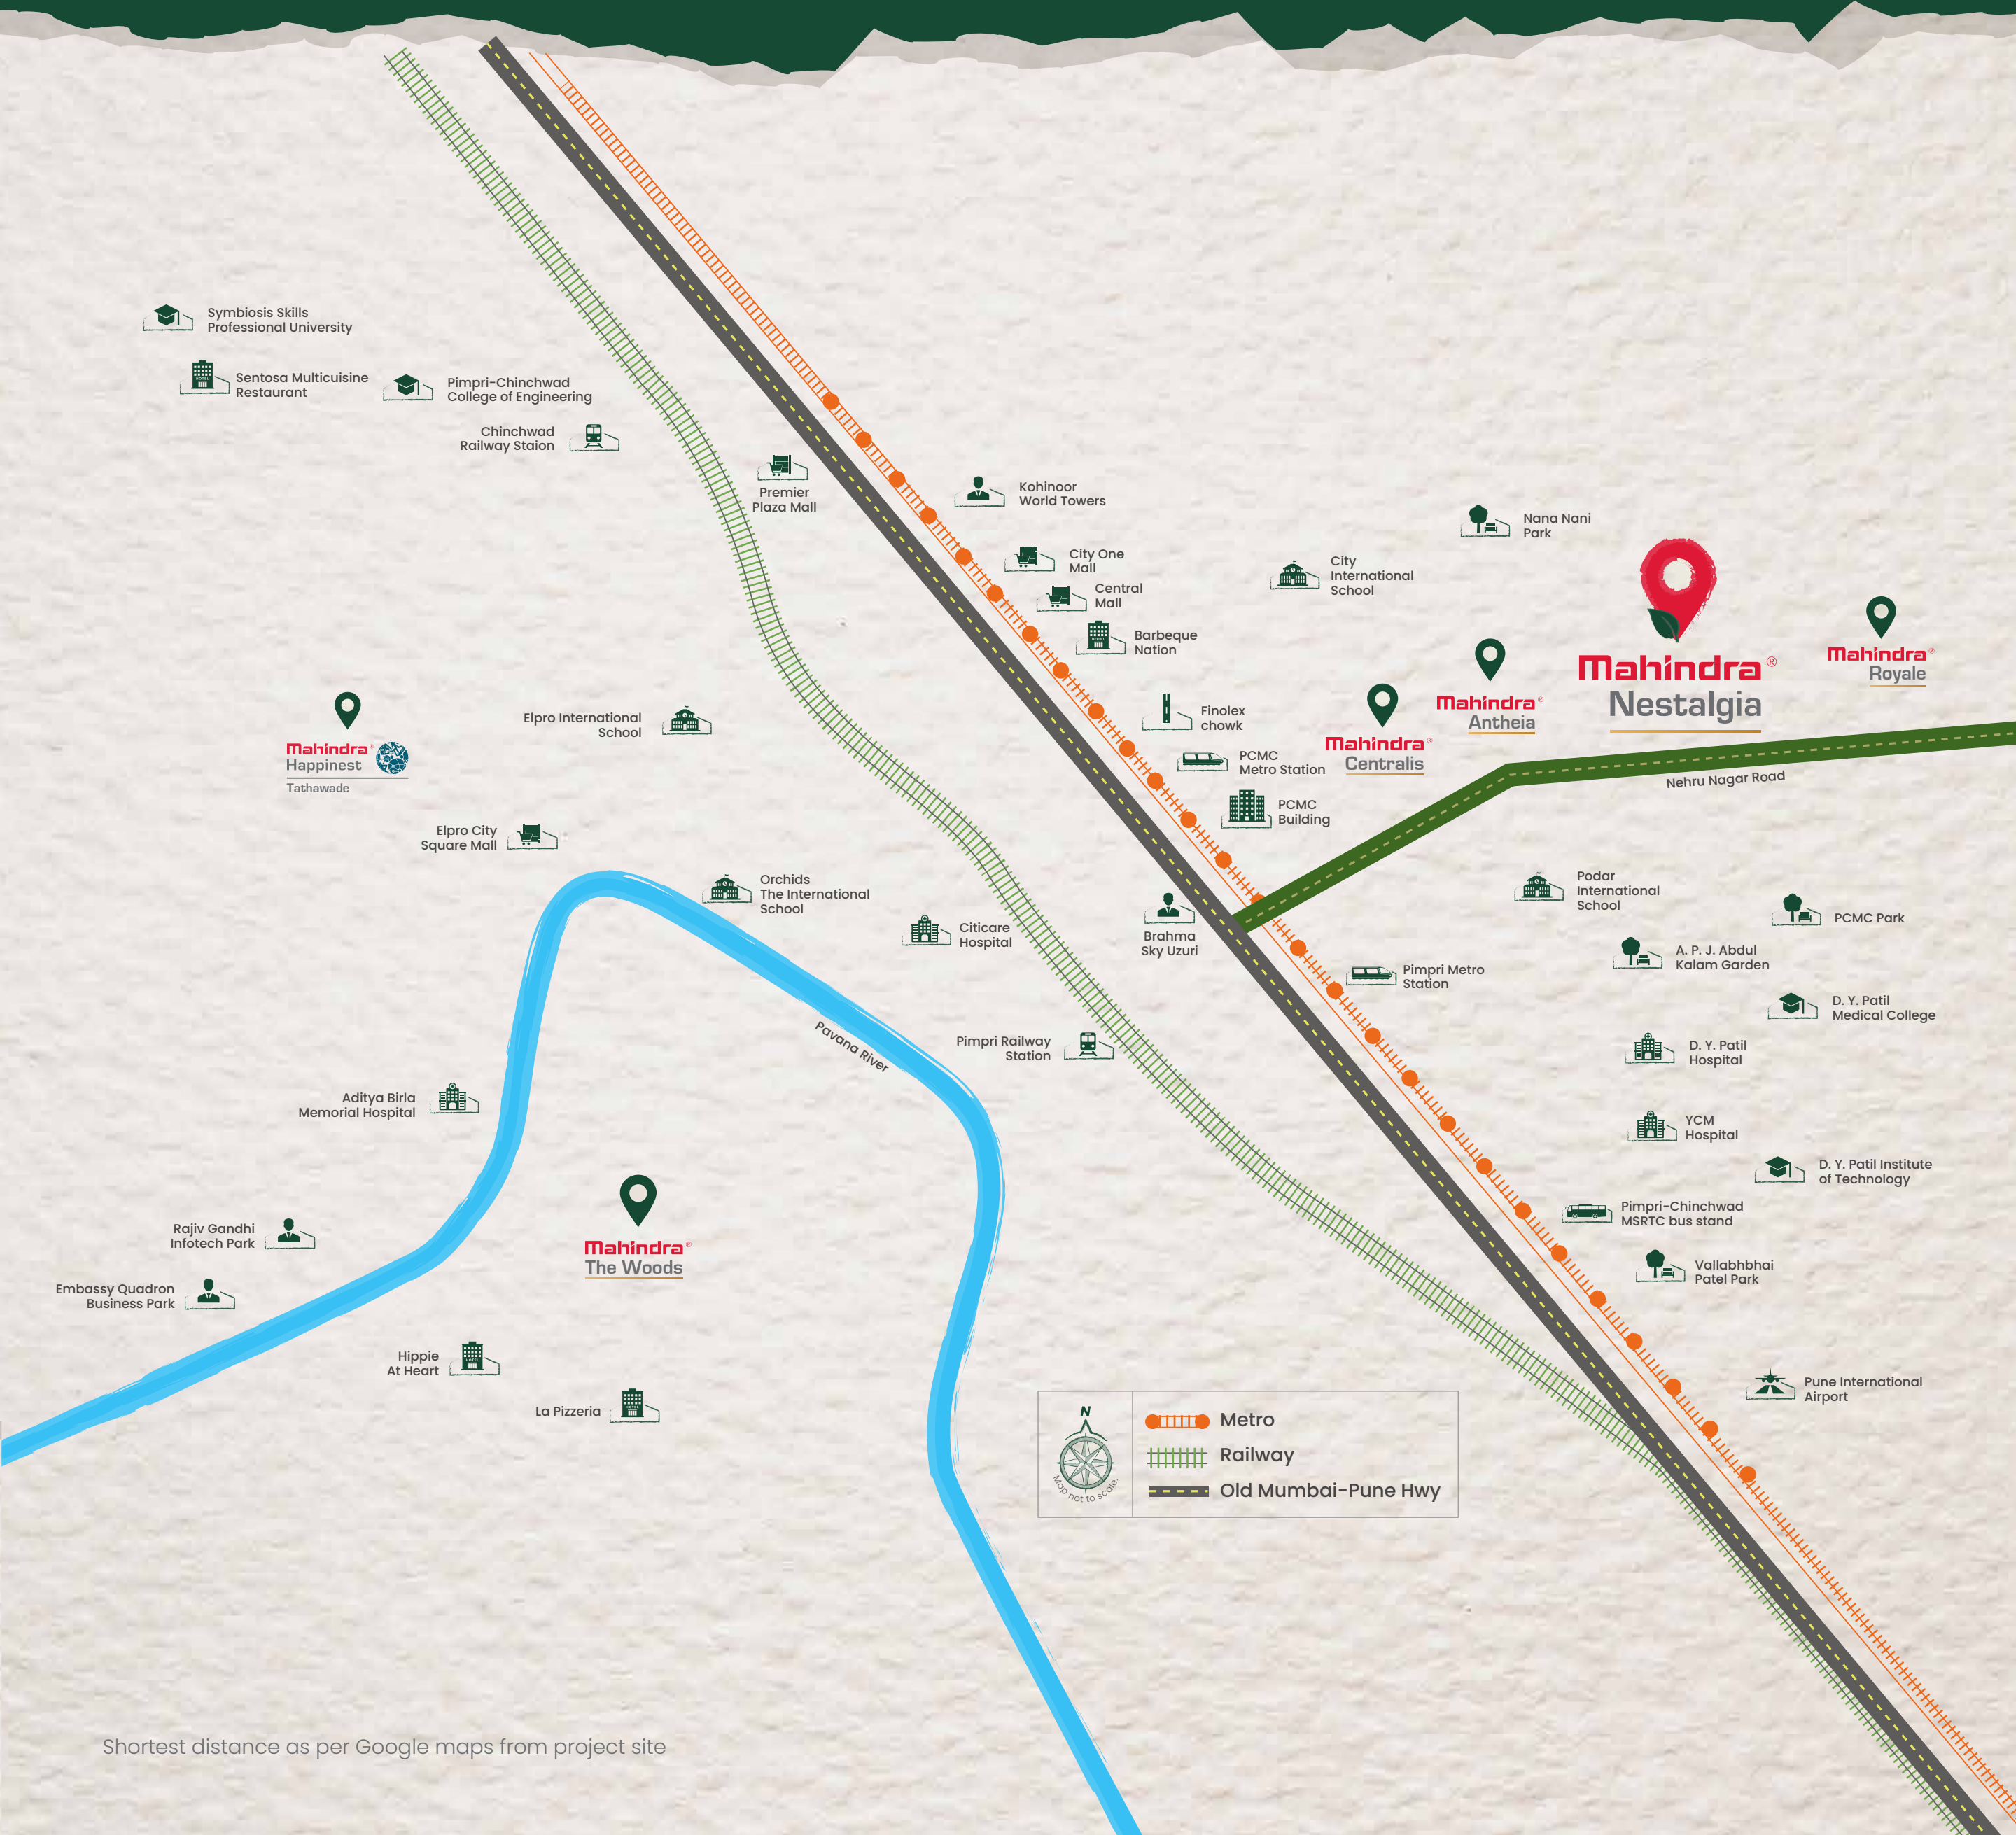 Symbiosis Skills
Professional University
Sentosa Multicuisine
Restaurant
Pimpri-Chinchwad
College of Engineering
Chinchwad
Railway Staion
Premier
Plaza Mall
Kohinoor
World Towers
City One
Mall
Central
Mall
Barbeque
Nation
City
International
School
Nana Nani
Park
Mahindra®
Nestalgia
Mahindra®
Royale
Mahindra®
Antheia
Mahindra®
Centralis
Finolex
chowk
PCMC
Metro Station
PCMC
Building
Nehru Nagar Road
Elpro International
School
Mahindra®
Happinest
Tathawade
Elpro City
Square Mall
Orchids
The International
School
Citicare
Hospital
Brahma
Sky Uzuri
Podar
International
School
PCMC Park
A. P. J. Abdul
Kalam Garden
Pimpri Metro
Station
D. Y. Patil
Medical College
D. Y. Patil
Hospital
Pimpri Railway
Station
Pavana River
Aditya Birla
Memorial Hospital
YCM
Hospital
D. Y. Patil Institute
of Technology
Pimpri-Chinchwad
MSRTC bus stand
Vallabhbhai
Patel Park
Rajiv Gandhi
Infotech Park
Mahindra®
The Woods
Embassy Quadron
Business Park
Hippie
At Heart
La Pizzeria
Pune International
Airport
N
Map not to scale.
Metro
Railway
Old Mumbai-Pune Hwy
Shortest distance as per Google maps from project site